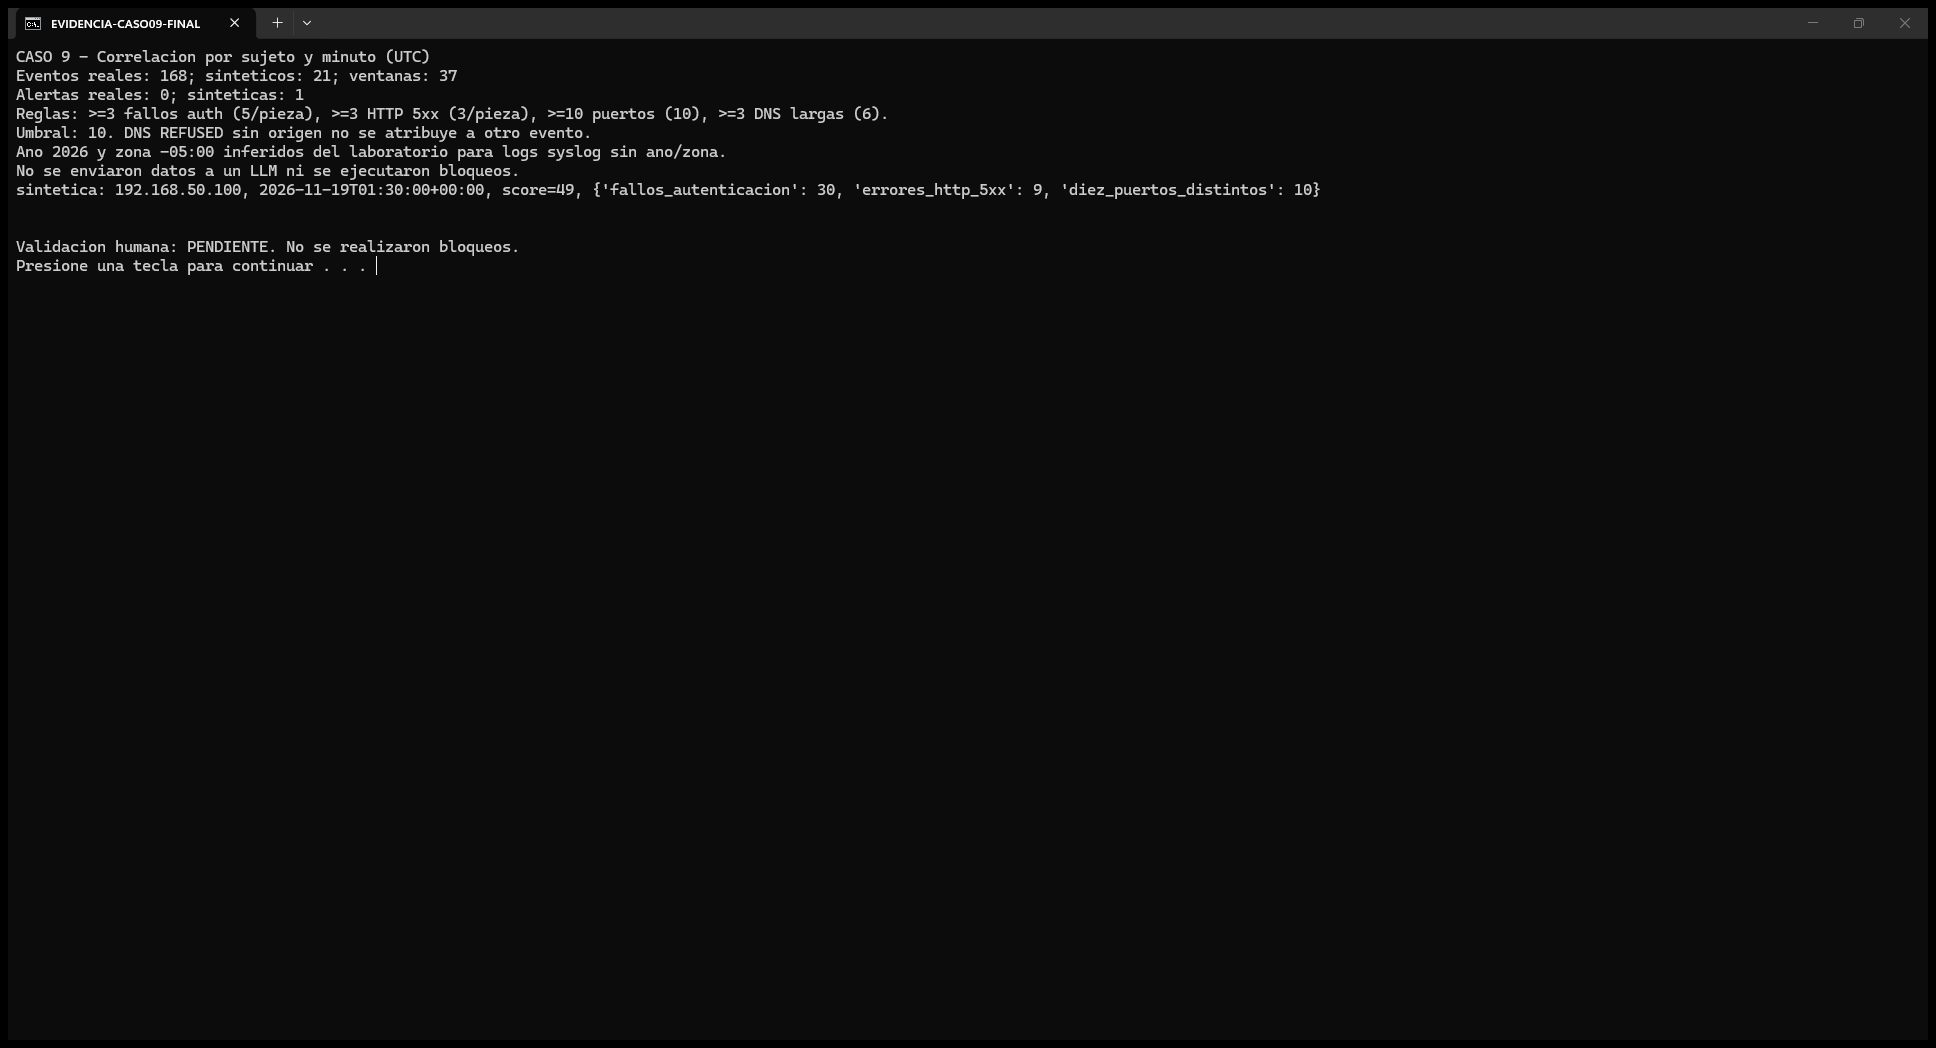 EVIDENCIA-CASO09-FINAL
CASO 9 - Correlacion por sujeto y minuto (UTC)
Eventos reales: 168; sinteticos: 21; ventanas: 37
Alertas reales: 0; sinteticas: 1
Reglas: >=3 fallos auth (5/pieza), >=3 HTTP 5xx (3/pieza), >=10 puertos (10), >=3 DNS largas (6).
Umbral: 10. DNS REFUSED sin origen no se atribuye a otro evento.
Ano 2026 y zona -05:00 inferidos del laboratorio para logs syslog sin ano/zona.
No se enviaron datos a un LLM ni se ejecutaron bloqueos.
sintetica: 192.168.50.100, 2026-11-19T01:30:00+00:00, score=49, {'fallos_autenticacion': 30, 'errores_http_5xx': 9, 'diez_puertos_distintos': 10}
Validacion humana: PENDIENTE. No se realizaron bloqueos.
Presione una tecla para continuar . . .